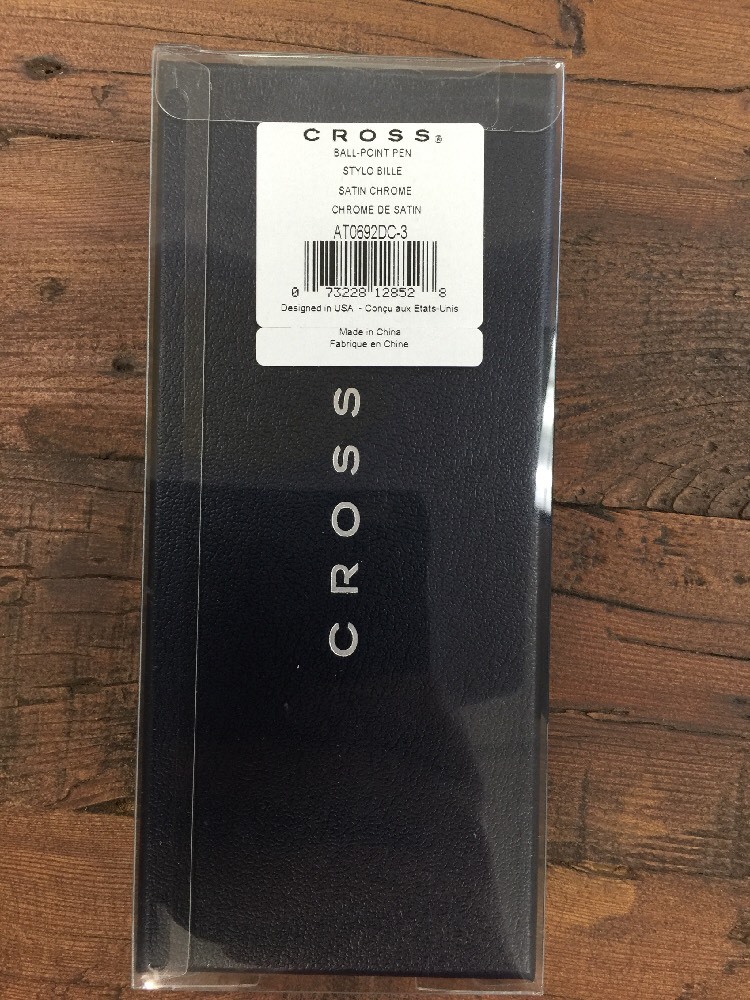 CROSS®
BALL-POINT PEN
STYLO BILLE
SATIN CHROME
CHROME DE SATIN
AT0692DC-3
0 73228 12852 8
Designed in USA - Conçu aux Etats-Unis
Made in China
Fabrique en Chine
CROSS